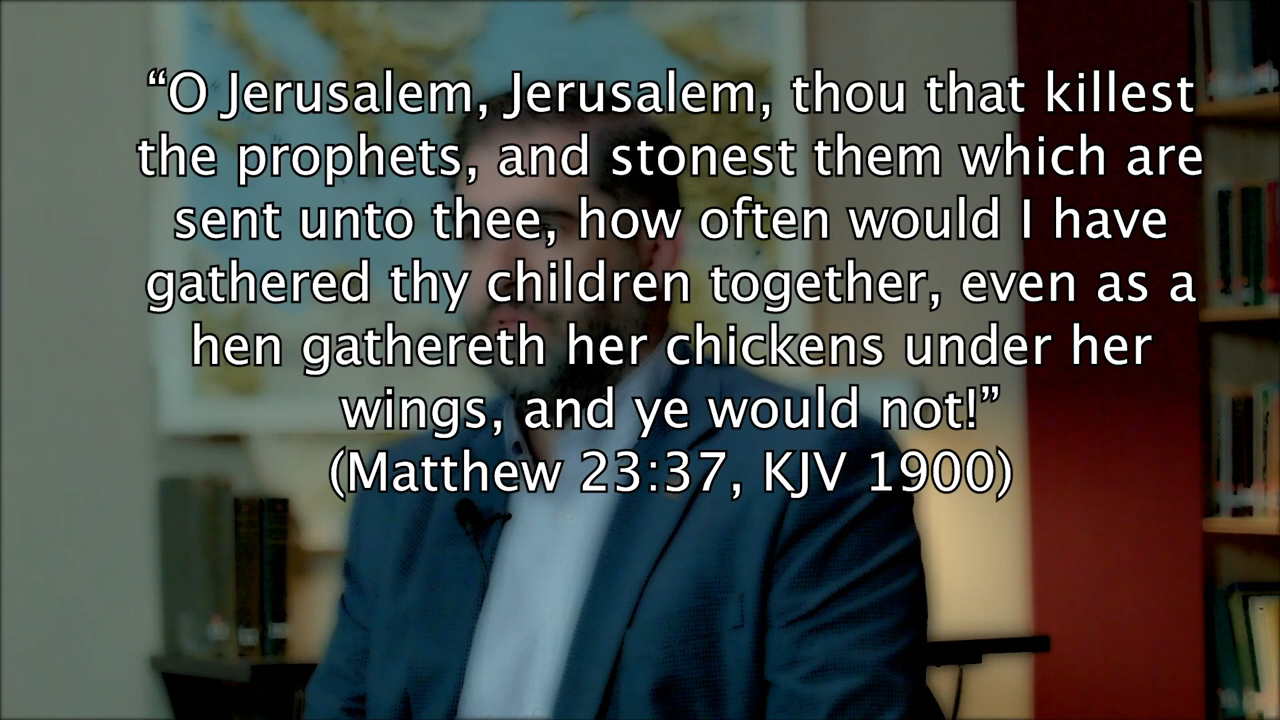 “O Jerusalem, Jerusalem, thou that killest
the prophets, and stonest them which are
sent unto thee, how often would I have
gathered thy children together, even as a
hen gathereth her chickens under her
wings, and ye would not!”
(Matthew 23:37, KJV 1900)